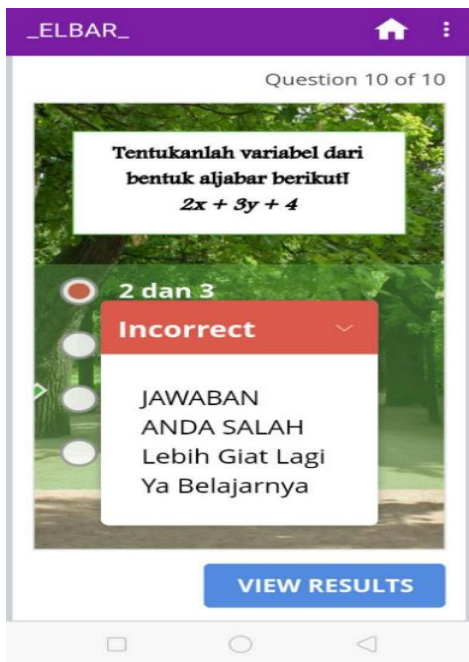 _ELBAR_
Question 10 of 10
Tentukanlah variabel dari
bentuk aljabar berikut!
2x + 3y + 4
2 dan 3
Incorrect
JAWABAN
ANDA SALAH
Lebih Giat Lagi
Ya Belajarnya
VIEW RESULTS